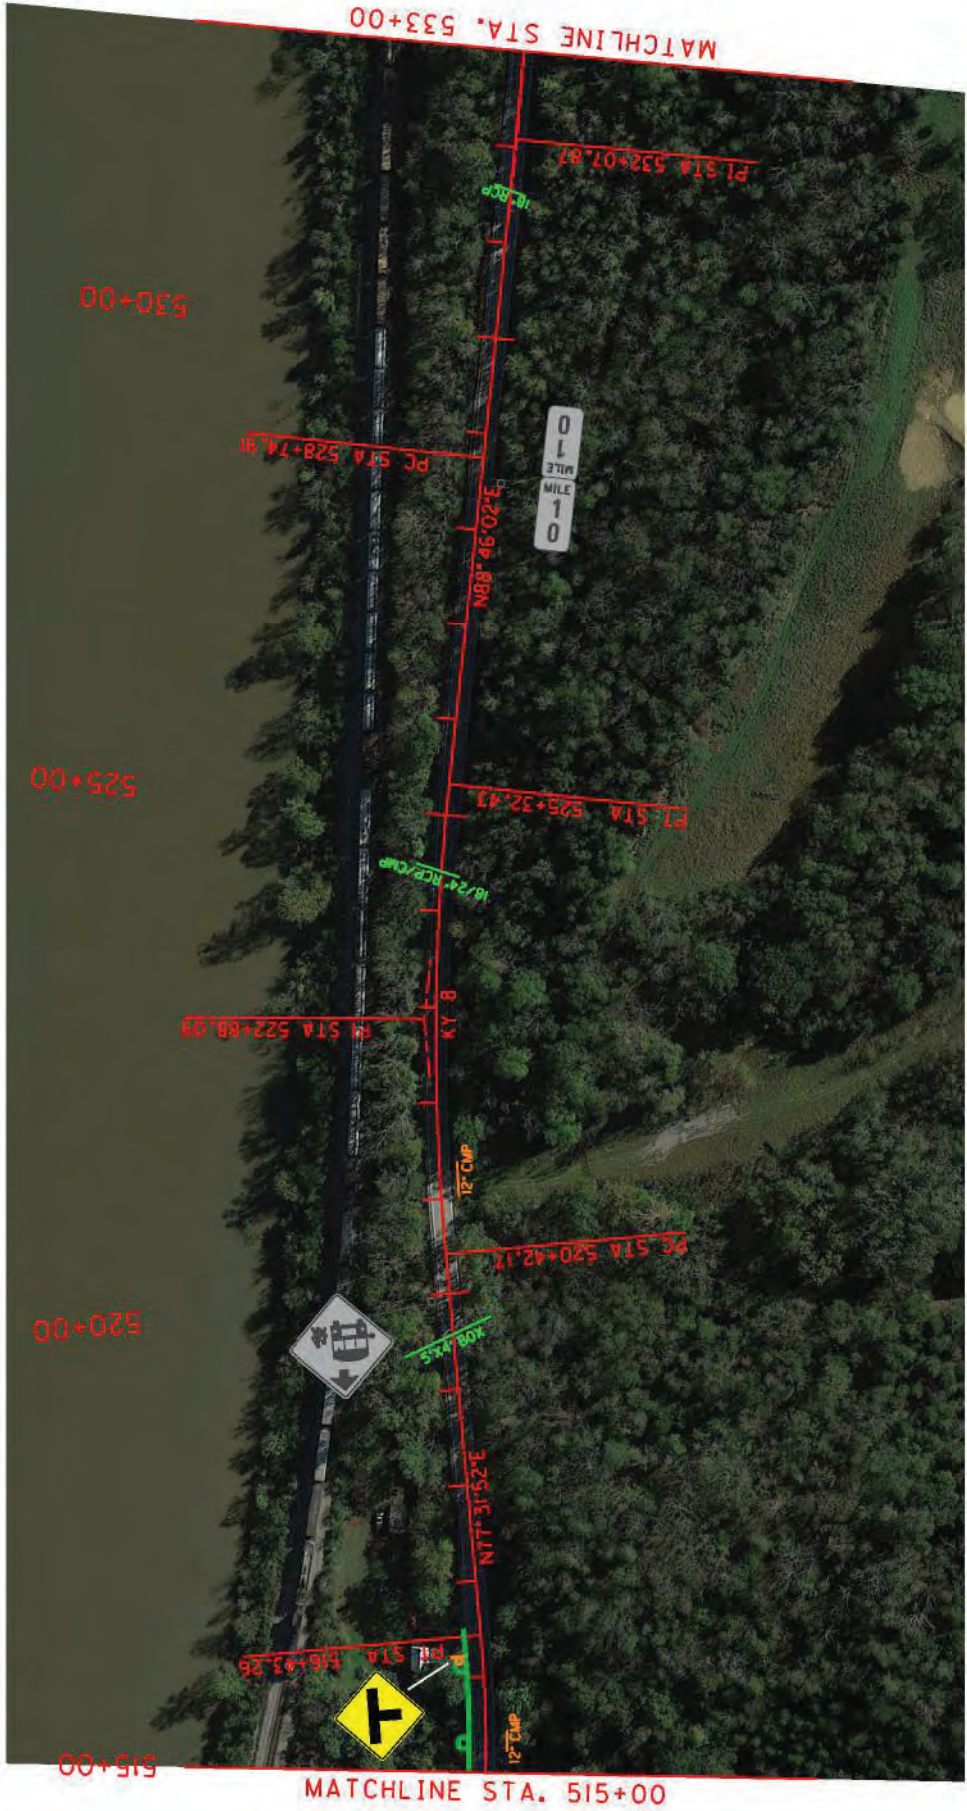 MATCHLINE STA. 533+00
PI STA 532+07.87
18" RCP
530+00
PC STA 528+74.91
MILE
10
MILE
10
N88°46'02"E
525+00
PT STA 525+32.43
18/24" RCP/CMP
PI STA 522+88.09
KY 8
12" CMP
PC STA 520+42.17
520+00
5'X4' BOX
N77°31'52"E
PT STA 516+43.26
12" CMP
515+00
MATCHLINE STA. 515+00